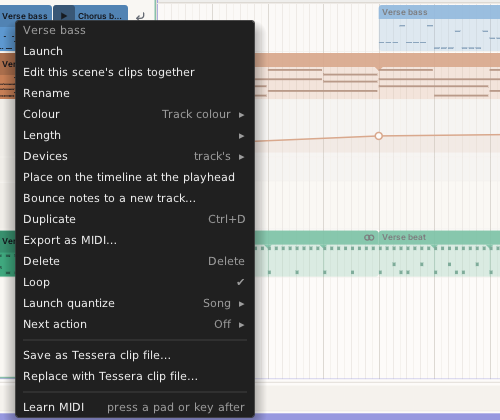 Verse bass
Chorus b...
Verse bass
Verse bass
Launch
Edit this scene's clips together
Rename
Colour Track colour ▸
Length ▸
Devices track's ▸
Place on the timeline at the playhead
Bounce notes to a new track...
Duplicate Ctrl+D
Verse beat
Export as MIDI...
Delete Delete
Loop ✔
Launch quantize Song ▸
Next action Off ▸
Save as Tessera clip file...
Replace with Tessera clip file...
Learn MIDI press a pad or key after